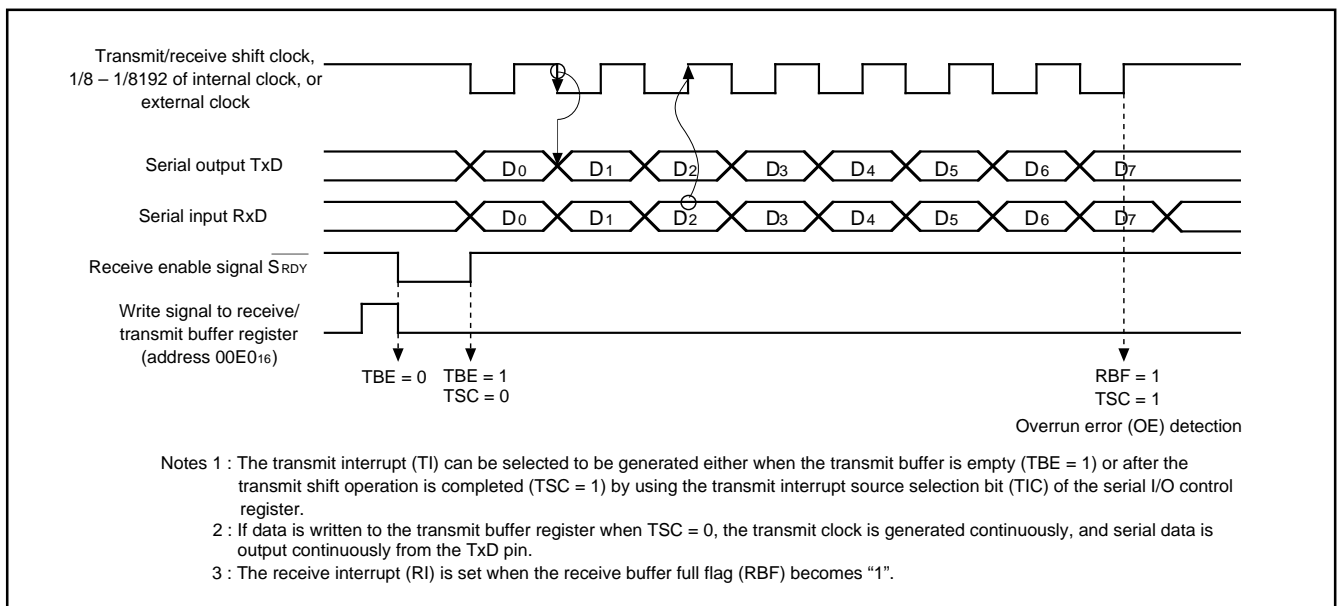 Transmit/receive shift clock,
1/8 – 1/8192 of internal clock, or
external clock
Serial output TxD
D0 D1 D2 D3 D4 D5 D6 D7
Serial input RxD
D0 D1 D2 D3 D4 D5 D6 D7
Receive enable signal SRDY
Write signal to receive/
transmit buffer register
(address 00E016)
TBE = 0
TBE = 1
TSC = 0
RBF = 1
TSC = 1
Overrun error (OE) detection
Notes 1 : The transmit interrupt (TI) can be selected to be generated either when the transmit buffer is empty (TBE = 1) or after the
transmit shift operation is completed (TSC = 1) by using the transmit interrupt source selection bit (TIC) of the serial I/O control
register.
2 : If data is written to the transmit buffer register when TSC = 0, the transmit clock is generated continuously, and serial data is
output continuously from the TxD pin.
3 : The receive interrupt (RI) is set when the receive buffer full flag (RBF) becomes “1”.